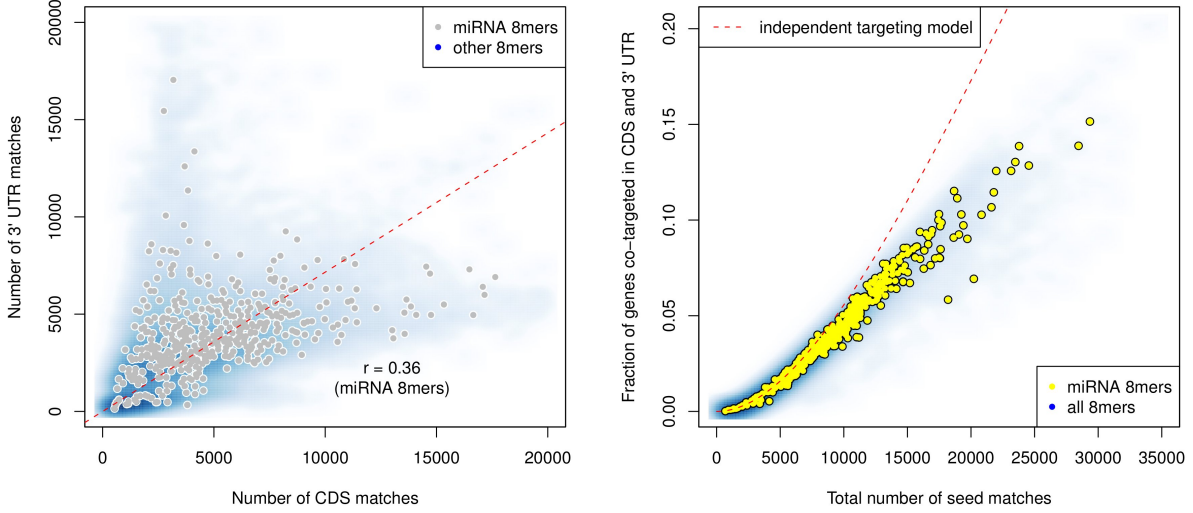 miRNA 8mers
other 8mers
Number of 3' UTR matches
0
5000
10000
15000
20000
r = 0.36
(miRNA 8mers)
0
5000
10000
15000
20000
Number of CDS matches
independent targeting model
Fraction of genes co−targeted in CDS and 3' UTR
0.00
0.05
0.10
0.15
0.20
miRNA 8mers
all 8mers
0
5000
10000
15000
20000
25000
30000
35000
Total number of seed matches